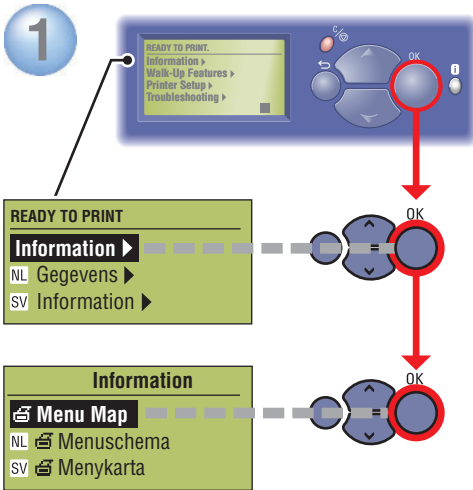 1
C/
READY TO PRINT.
Information
Walk-Up Features
Printer Setup
Troubleshooting
OK
i
READY TO PRINT
OK
Information
NL Gegevens
SV Information
Information
OK
Menu Map
NL Menuschema
SV Menykarta